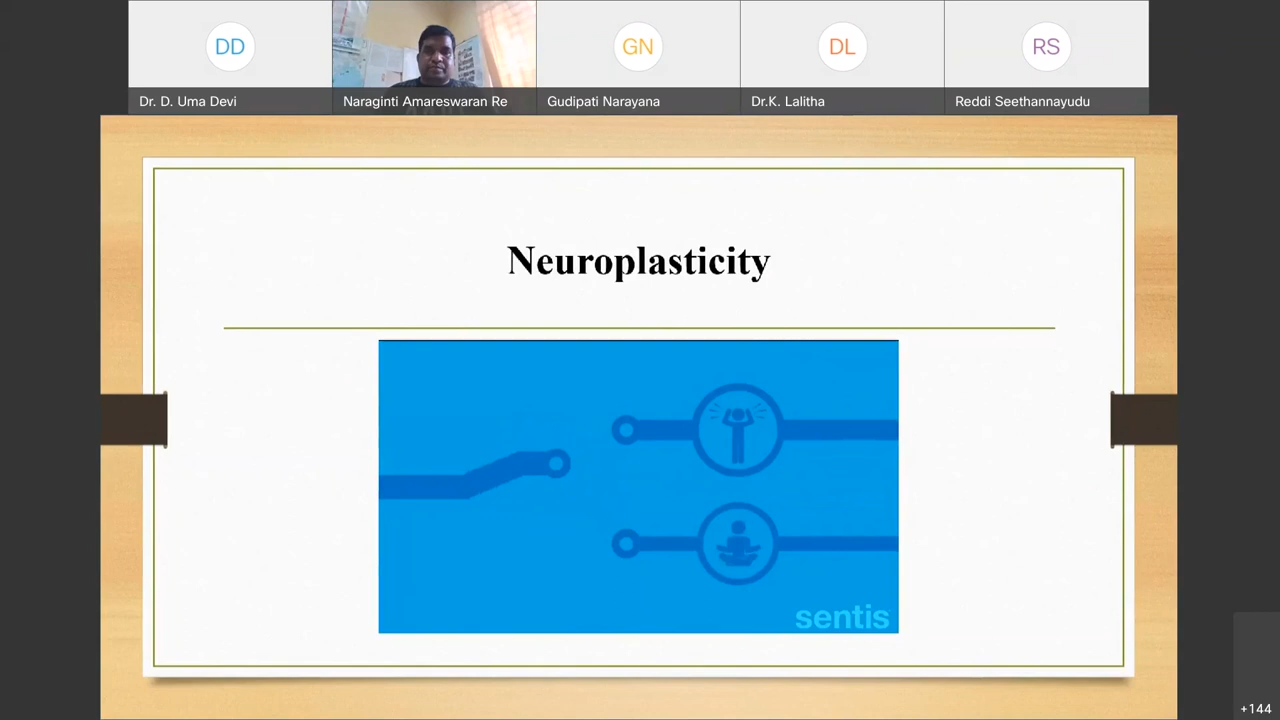 DD
GN
DL
RS
Dr. D. Uma Devi
Naraginti Amareswaran Re
Gudipati Narayana
Dr.K. Lalitha
Reddi Seethannayudu
Neuroplasticity
sentis
+144